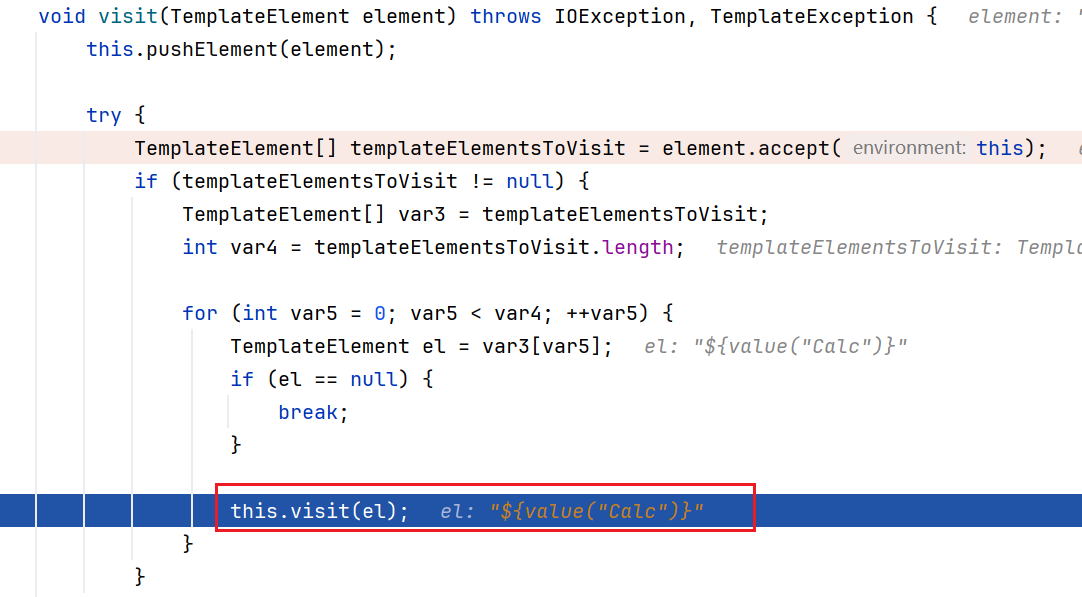 void visit(TemplateElement element) throws IOException, TemplateException { element: "
this.pushElement(element);
try {
TemplateElement[] templateElementsToVisit = element.accept( environment: this);
if (templateElementsToVisit != null) {
TemplateElement[] var3 = templateElementsToVisit;
int var4 = templateElementsToVisit.length; templateElementsToVisit:
for (int var5 = 0; var5 < var4; ++var5) {
TemplateElement el = var3[var5]; el: "${value("Calc")}"
if (el == null) {
break;
}
this.visit(el); el: "${value("Calc")}"
}
}